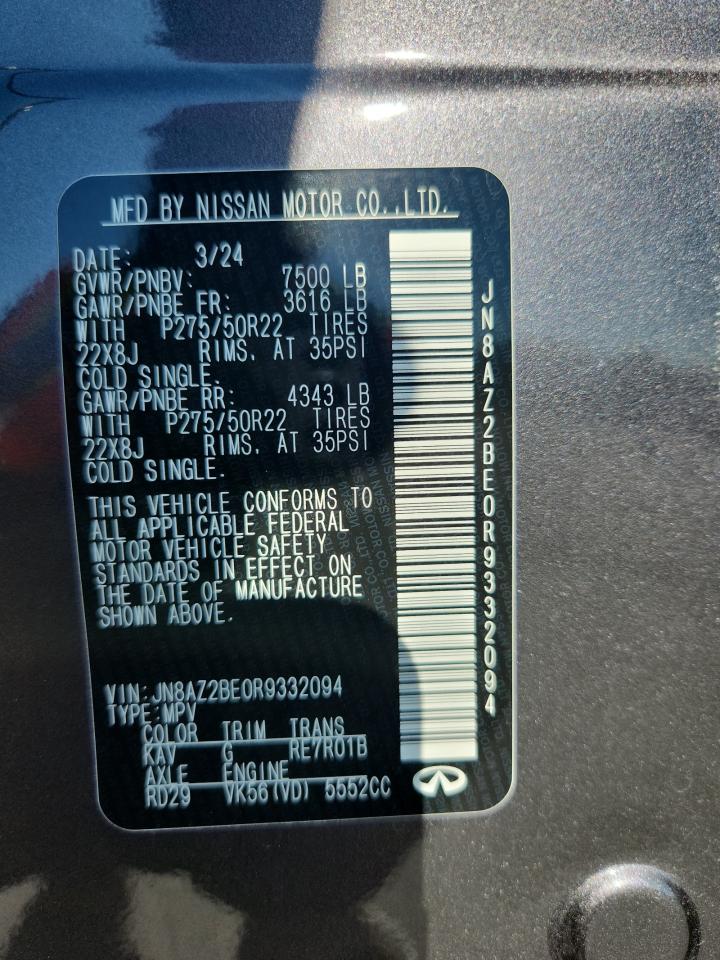 MFD BY NISSAN MOTOR CO.,LTD.
DATE: 3/24
GVWR/PNBV: 7500 LB
GAWR/PNBE FR: 3616 LB
WITH P275/50R22 TIRES
22X8J RIMS. AT 35PSI
COLD SINGLE.
GAWR/PNBE RR: 4343 LB
WITH P275/50R22 TIRES
22X8J RIMS. AT 35PSI
COLD SINGLE.
THIS VEHICLE CONFORMS TO
ALL APPLICABLE FEDERAL
MOTOR VEHICLE SAFETY
STANDARDS IN EFFECT ON
THE DATE OF MANUFACTURE
SHOWN ABOVE.
VIN:JN8AZ2BE0R9332094
TYPE:MPV
COLOR TRIM TRANS
KAV G RE7R01B
AXLE ENGINE
RD29 VK56(VD) 5552CC
JN8AZ2BE0R9332094